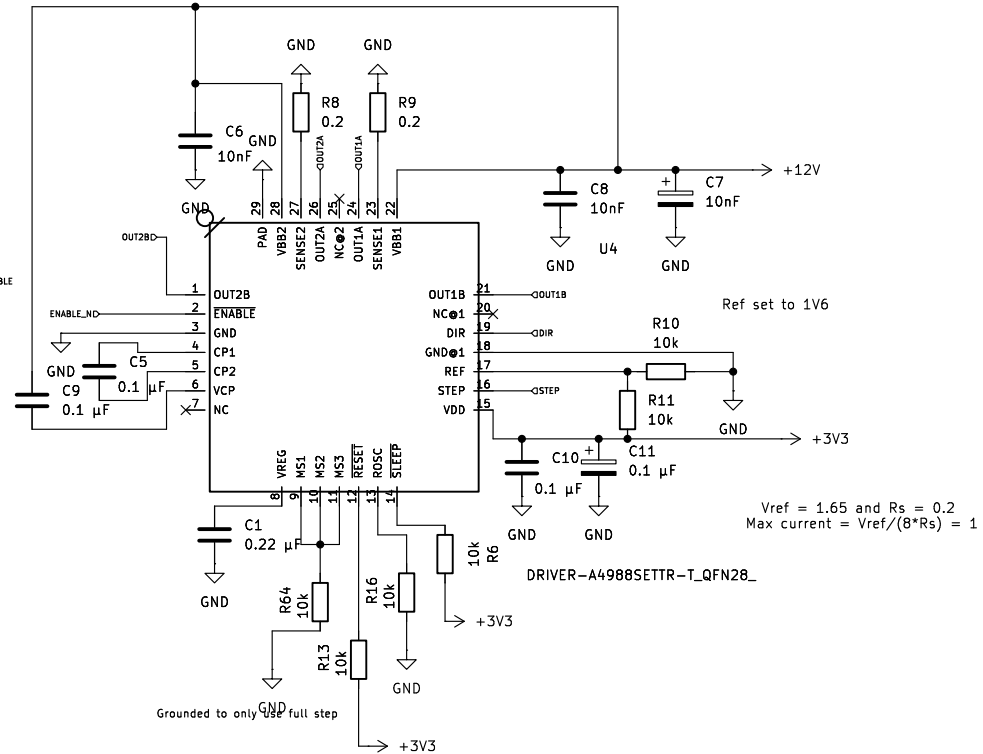 GND
GND
R8
0.2
R9
0.2
C6
10nF
GND
OUT2A
OUT1A
GND
29
28
27
26
25
24
23
22
PAD
VBB2
SENSE2
OUT2A
NC@2
OUT1A
SENSE1
VBB1
+12V
C8
10nF
+
C7
10nF
GND
GND
U4
OUT2B
BLE
1
OUT2B
ENABLE_N
2
ENABLE
3
GND
GND
4
CP1
C5
0.1 µF
5
CP2
C9
0.1 µF
6
VCP
7
NC
OUT1B
21
OUT1B
NC@1
20
DIR
19
DIR
GND@1
18
REF
17
STEP
16
STEP
VDD
15
Ref set to 1V6
R10
10k
R11
10k
GND
+3V3
C10
0.1 µF
+
C11
0.1 µF
GND
GND
VREG
MS1
MS2
MS3
RESET
ROSC
SLEEP
8
9
10
11
12
13
14
C1
0.22 µF
GND
R64
10k
R13
10k
R16
10k
10k
R6
+3V3
GND
GND
Grounded to only use full step
+3V3
Vref = 1.65 and Rs = 0.2
Max current = Vref/(8*Rs) = 1
DRIVER-A4988SETTR-T_QFN28_